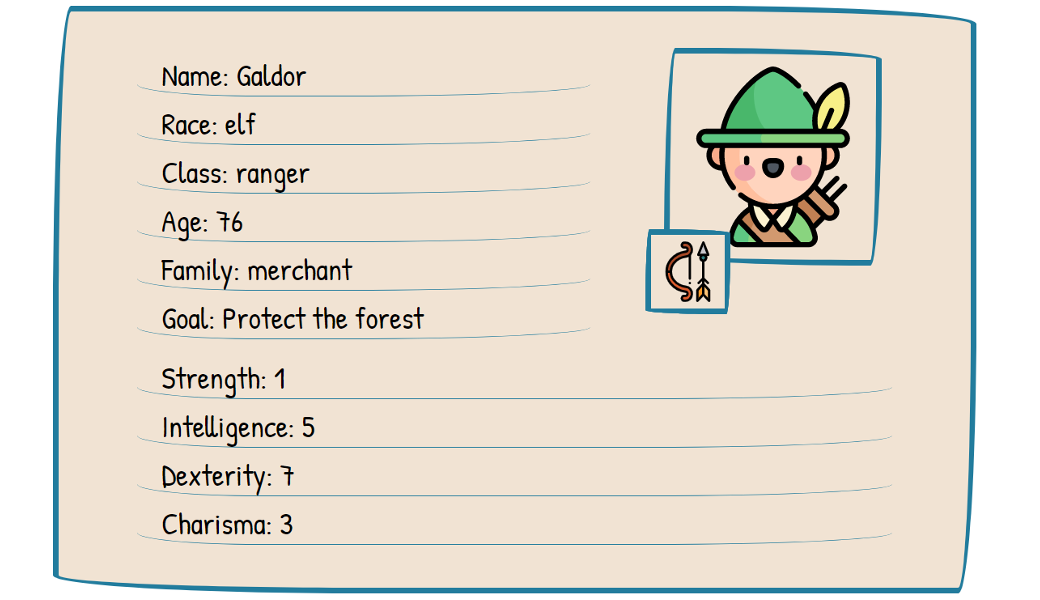 Name: Galdor
Race: elf
Class: ranger
Age: 76
Family: merchant
Goal: Protect the forest
Strength: 1
Intelligence: 5
Dexterity: 7
Charisma: 3